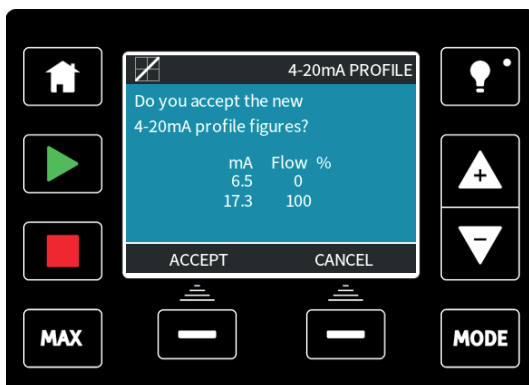 4-20mA PROFILE
Do you accept the new
4-20mA profile figures?
mA Flow %
6.5 0
17.3 100
ACCEPT CANCEL
MAX MODE